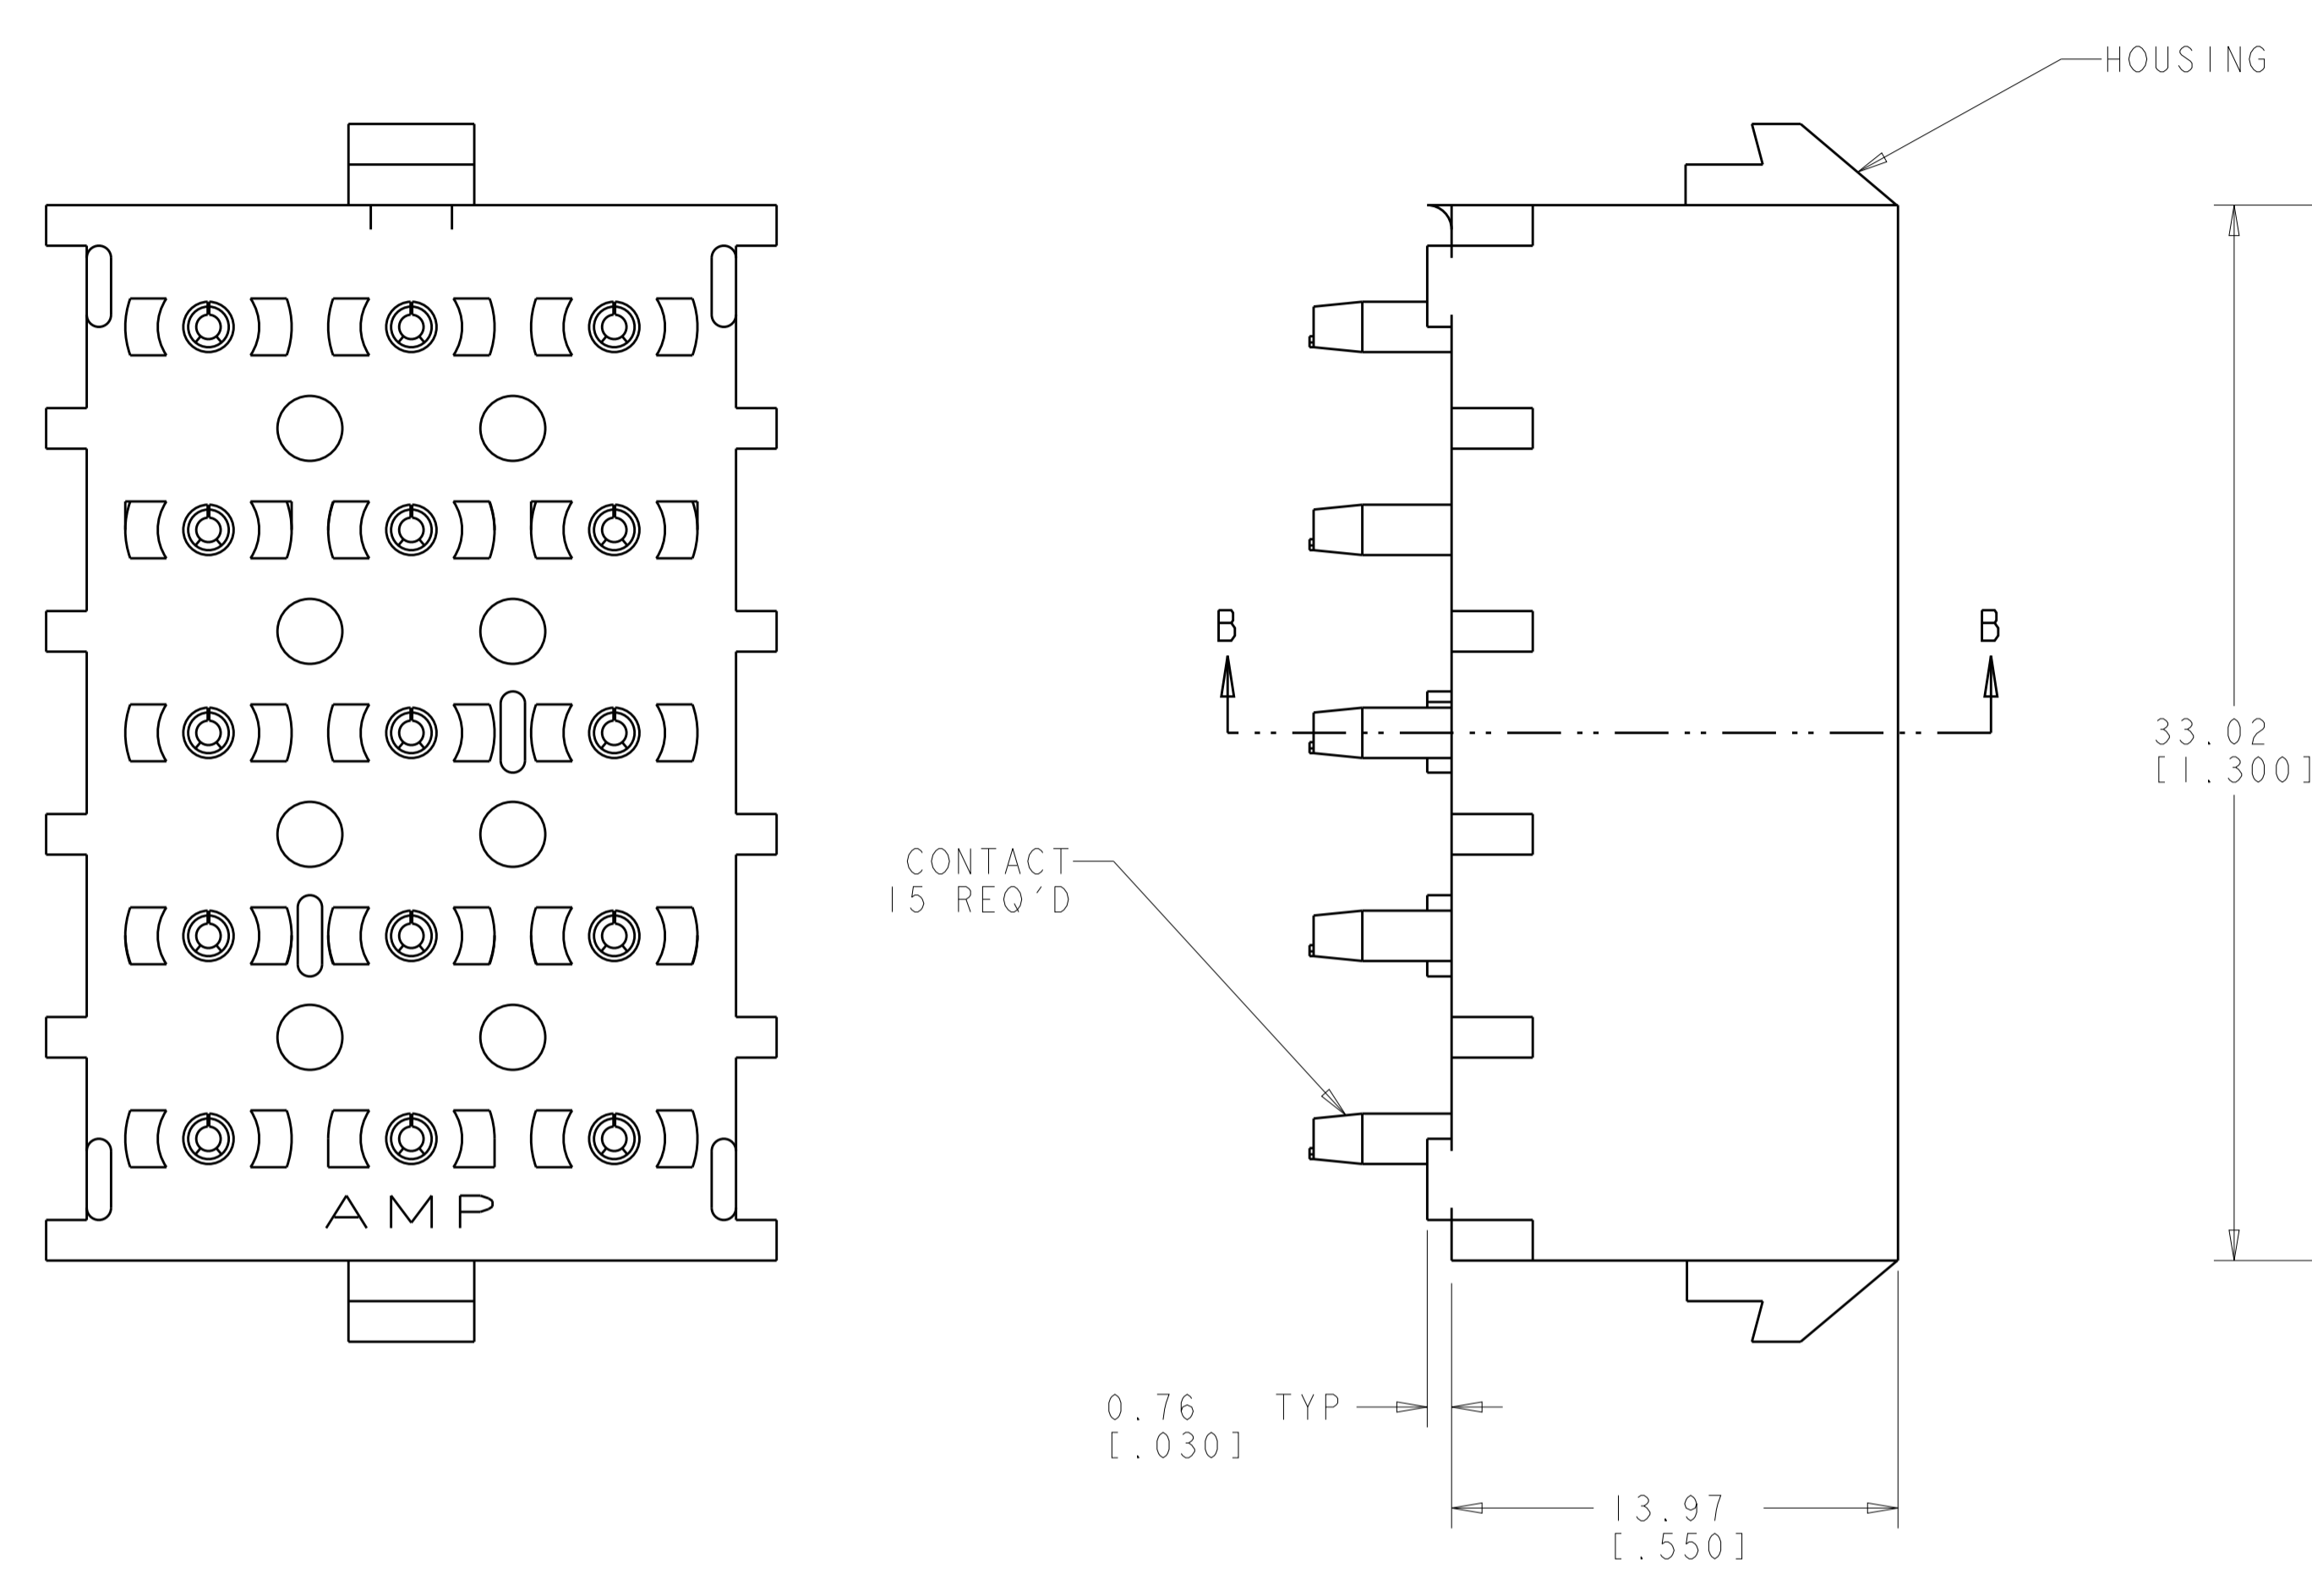 HOUSING
B B
33.02
[1.300]
CONTACT
15 REQ'D
AMP
0.76 TYP
[.030]
13.97
[.550]